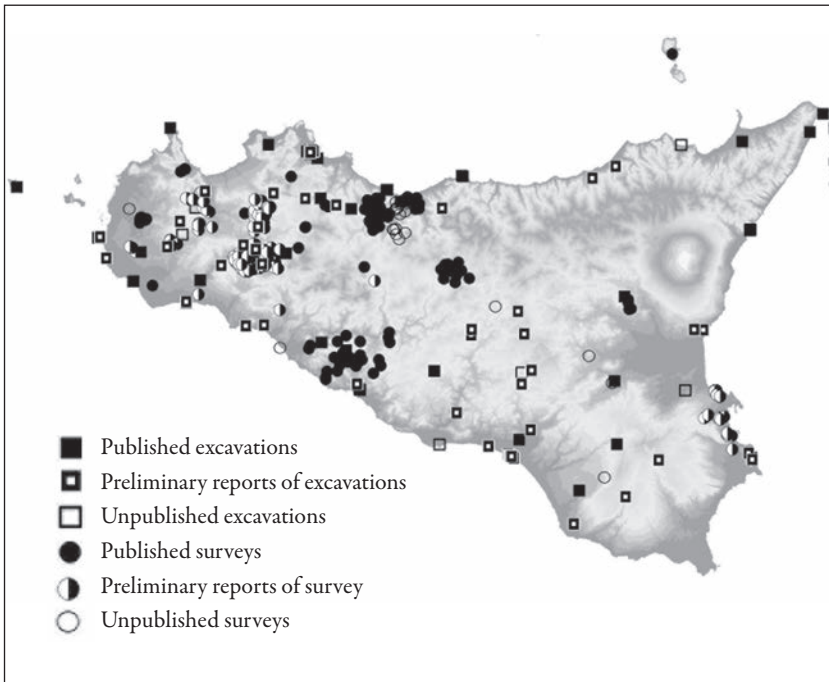 Published excavations
Preliminary reports of excavations
Unpublished excavations
Published surveys
Preliminary reports of survey
Unpublished surveys